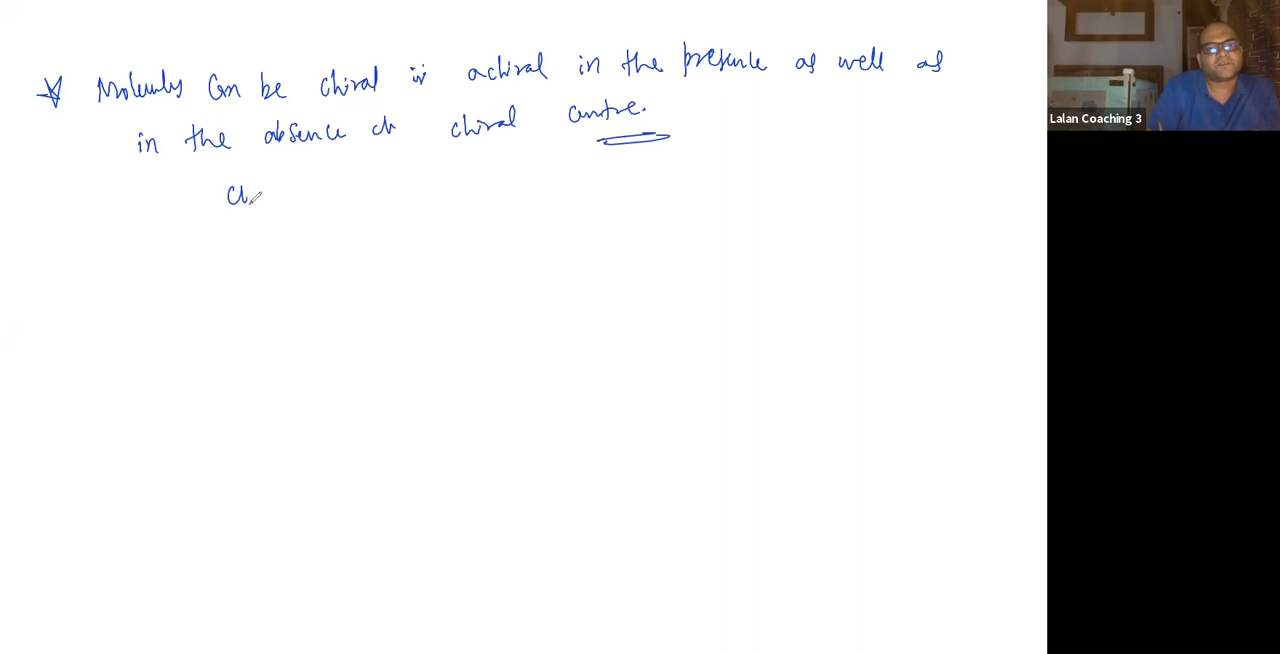 ☆ Molecules can be chiral or achiral in the presence as well as
in the absence of chiral centre.
Lalan Coaching 3